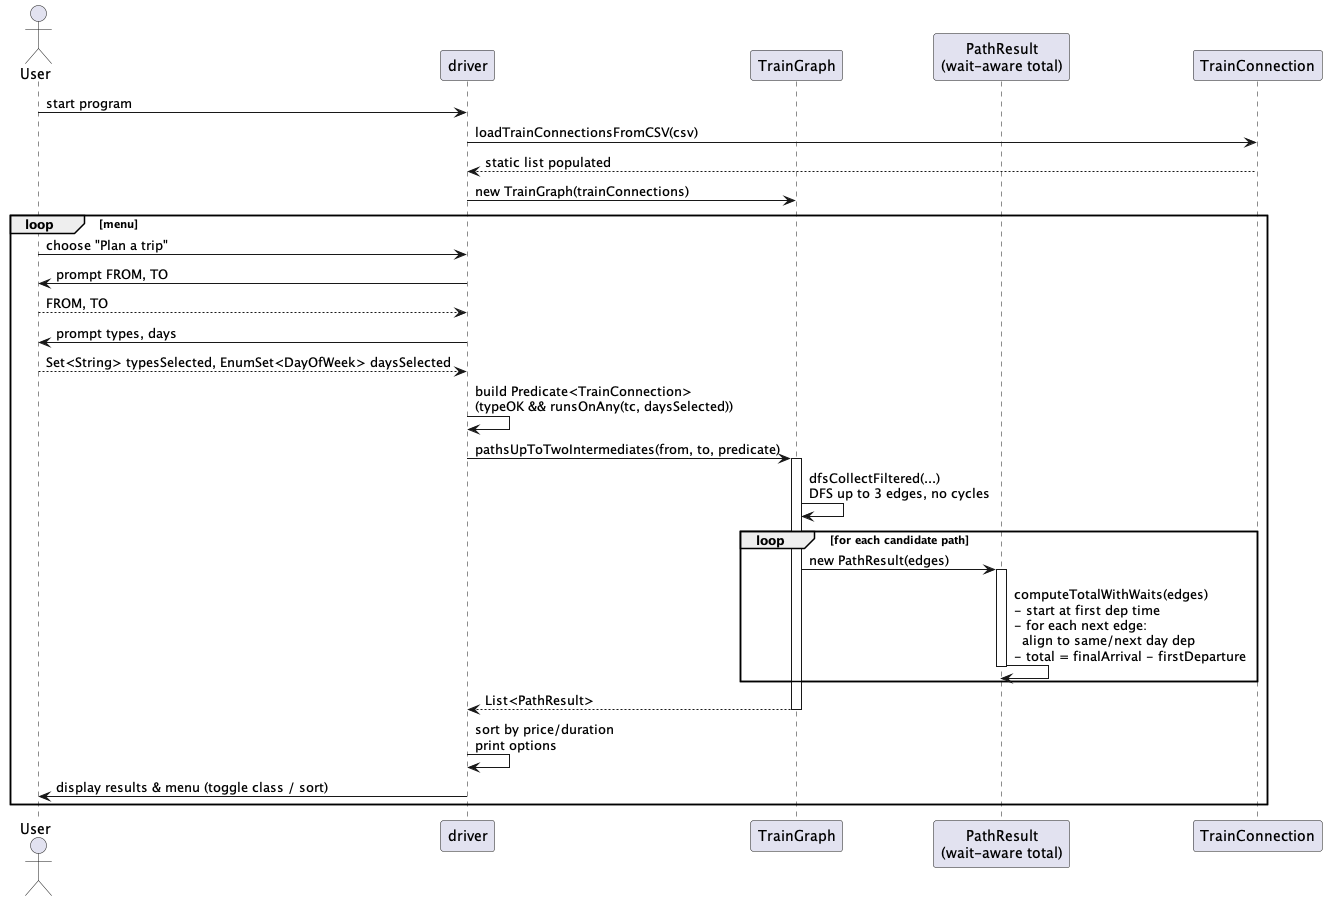 User
driver
TrainGraph
PathResult
(wait-aware total)
TrainConnection
start program
loadTrainConnectionsFromCSV(csv)
static list populated
new TrainGraph(trainConnections)
loop
[menu]
choose "Plan a trip"
prompt FROM, TO
FROM, TO
prompt types, days
Set<String> typesSelected, EnumSet<DayOfWeek> daysSelected
build Predicate<TrainConnection>
(typeOK && runsOnAny(tc, daysSelected))
pathsUpToTwoIntermediates(from, to, predicate)
dfsCollectFiltered(...)
DFS up to 3 edges, no cycles
loop
[for each candidate path]
new PathResult(edges)
computeTotalWithWaits(edges)
- start at first dep time
- for each next edge:
align to same/next day dep
- total = finalArrival - firstDeparture
List<PathResult>
sort by price/duration
print options
display results & menu (toggle class / sort)
User
driver
TrainGraph
PathResult
(wait-aware total)
TrainConnection